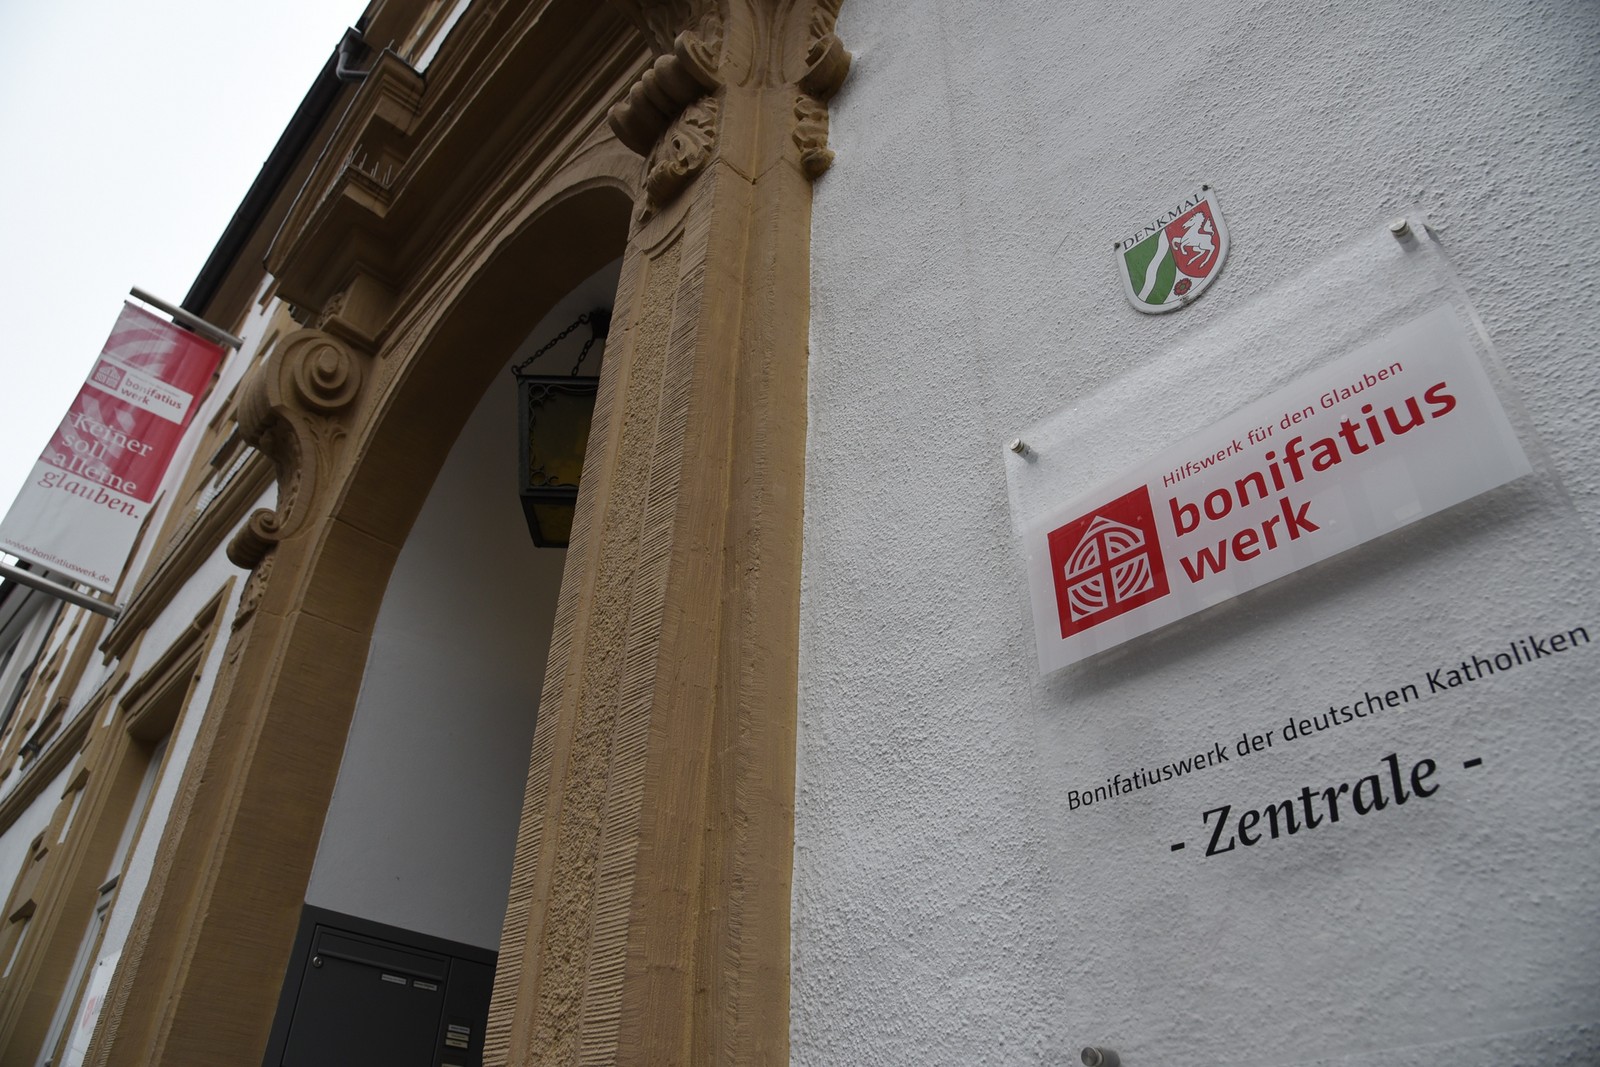 bonifatius
werk
Keiner
soll
alleine
glauben.
www.bonifatiuswerk.de
DENKMAL
Hilfswerk für den Glauben
bonifatius
werk
Bonifatiuswerk der deutschen Katholiken
- Zentrale -